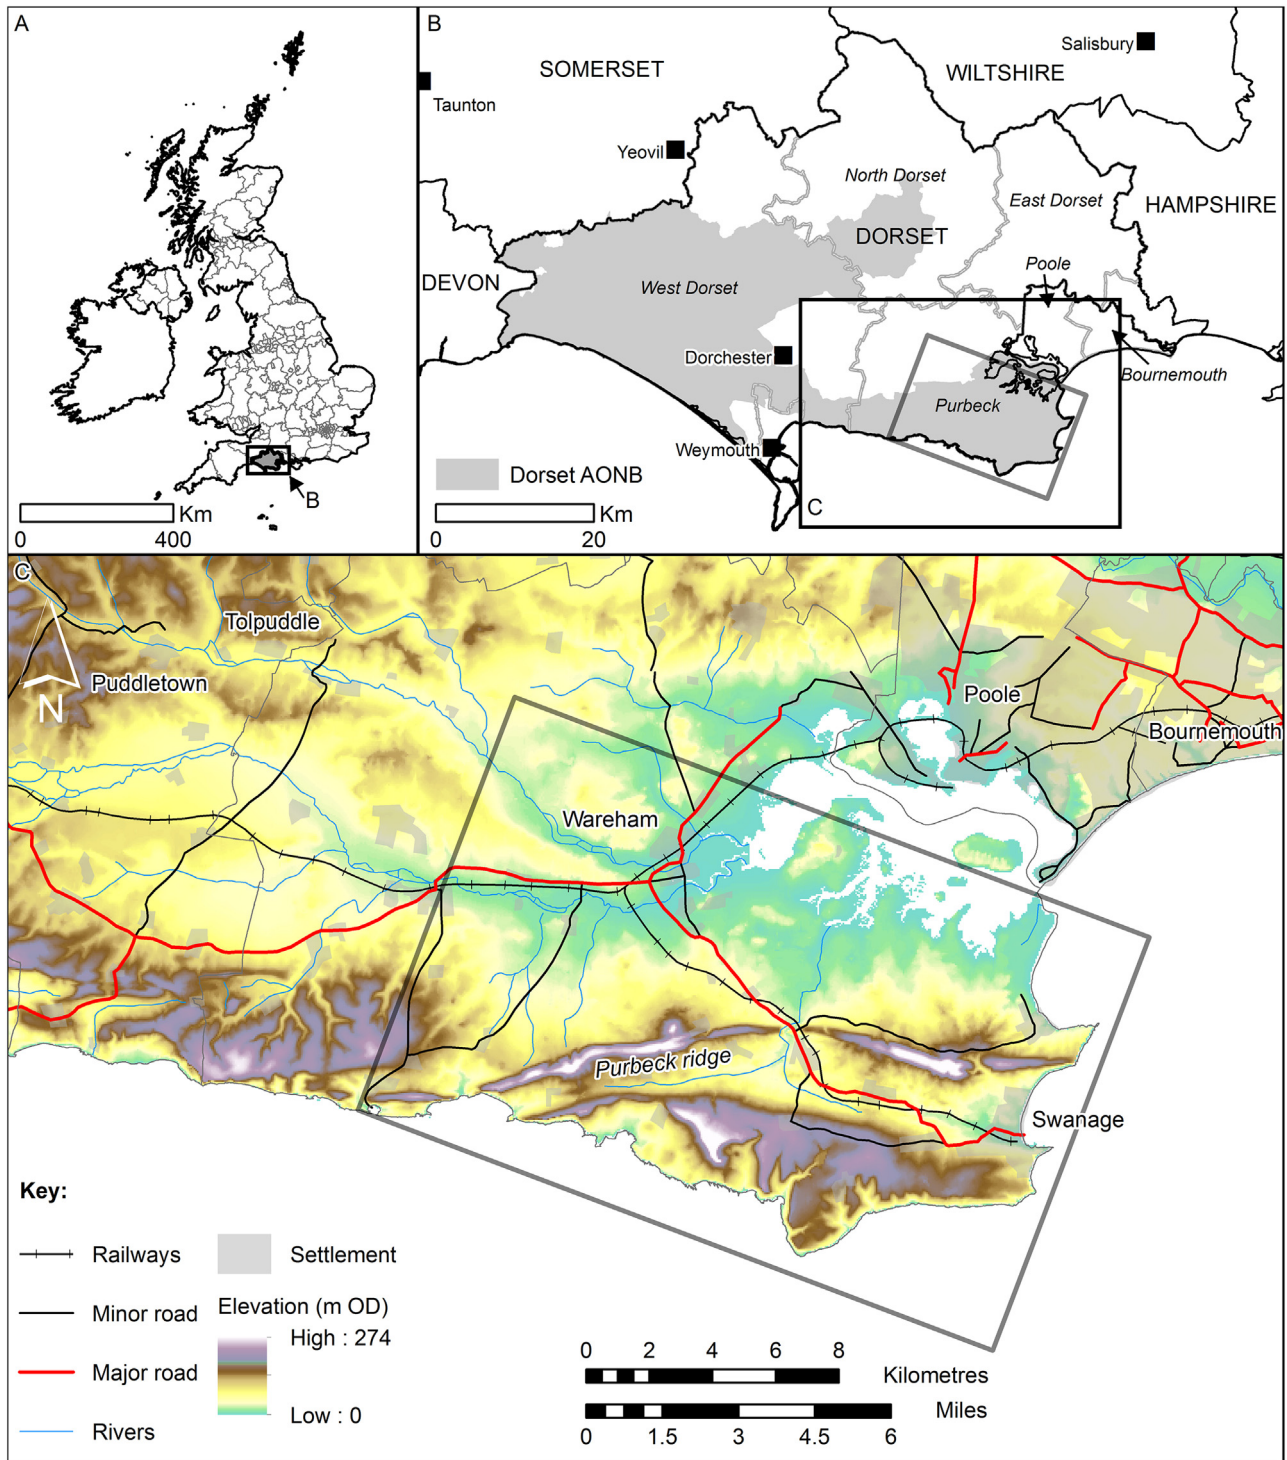 A
B
Km
0 400
B
SOMERSET
WILTSHIRE
Salisbury
Taunton
Yeovil
North Dorset
East Dorset
HAMPSHIRE
DORSET
DEVON
Poole
West Dorset
Dorchester
Bournemouth
Purbeck
Weymouth
Dorset AONB
Km
0 20
C
C
Tolpuddle
Puddletown
N
Poole
Bournemouth
Wareham
Purbeck ridge
Swanage
Key:
Railways
Minor road
Major road
Rivers
Settlement
Elevation (m OD)
High : 274
Low : 0
0 2 4 6 8
Kilometres
Miles
0 1.5 3 4.5 6